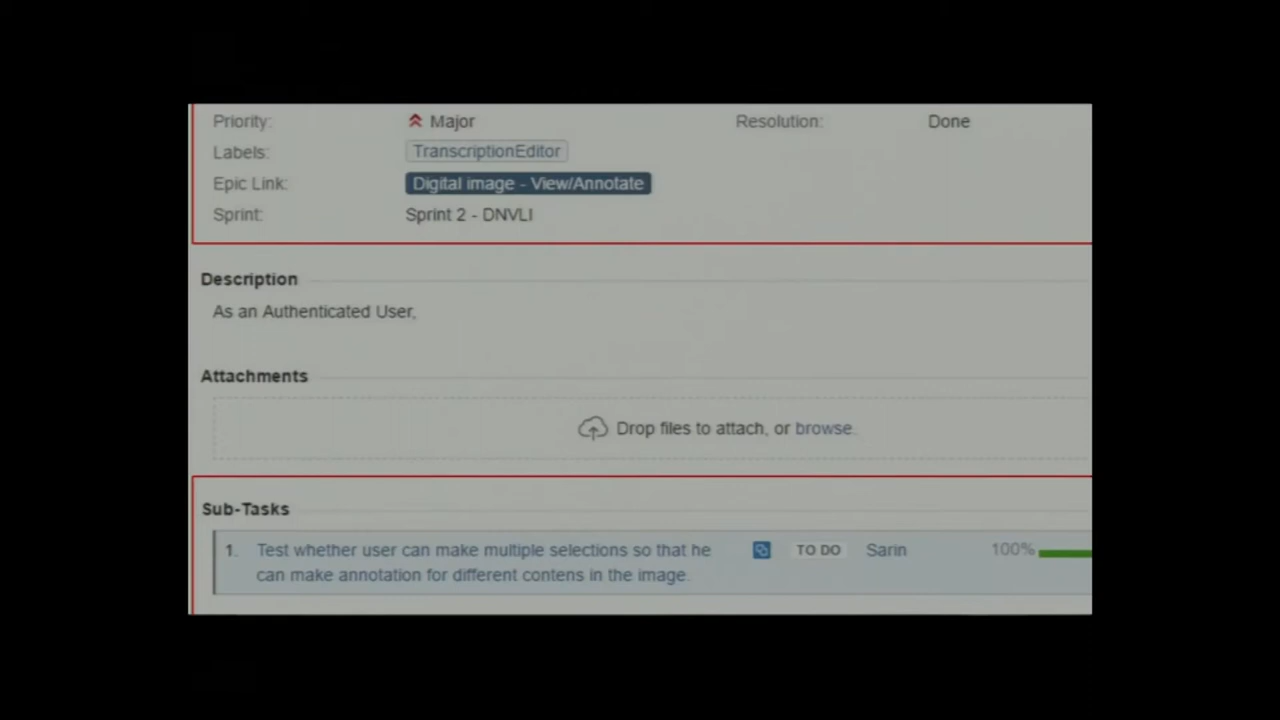 Priority: Major Resolution: Done
Labels: TranscriptionEditor
Epic Link: Digital image - View/Annotate
Sprint: Sprint 2 - DNVLI
Description
As an Authenticated User,
Attachments
Drop files to attach, or browse.
Sub-Tasks
1. Test whether user can make multiple selections so that he TO DO Sarin 100%
can make annotation for different contens in the image.